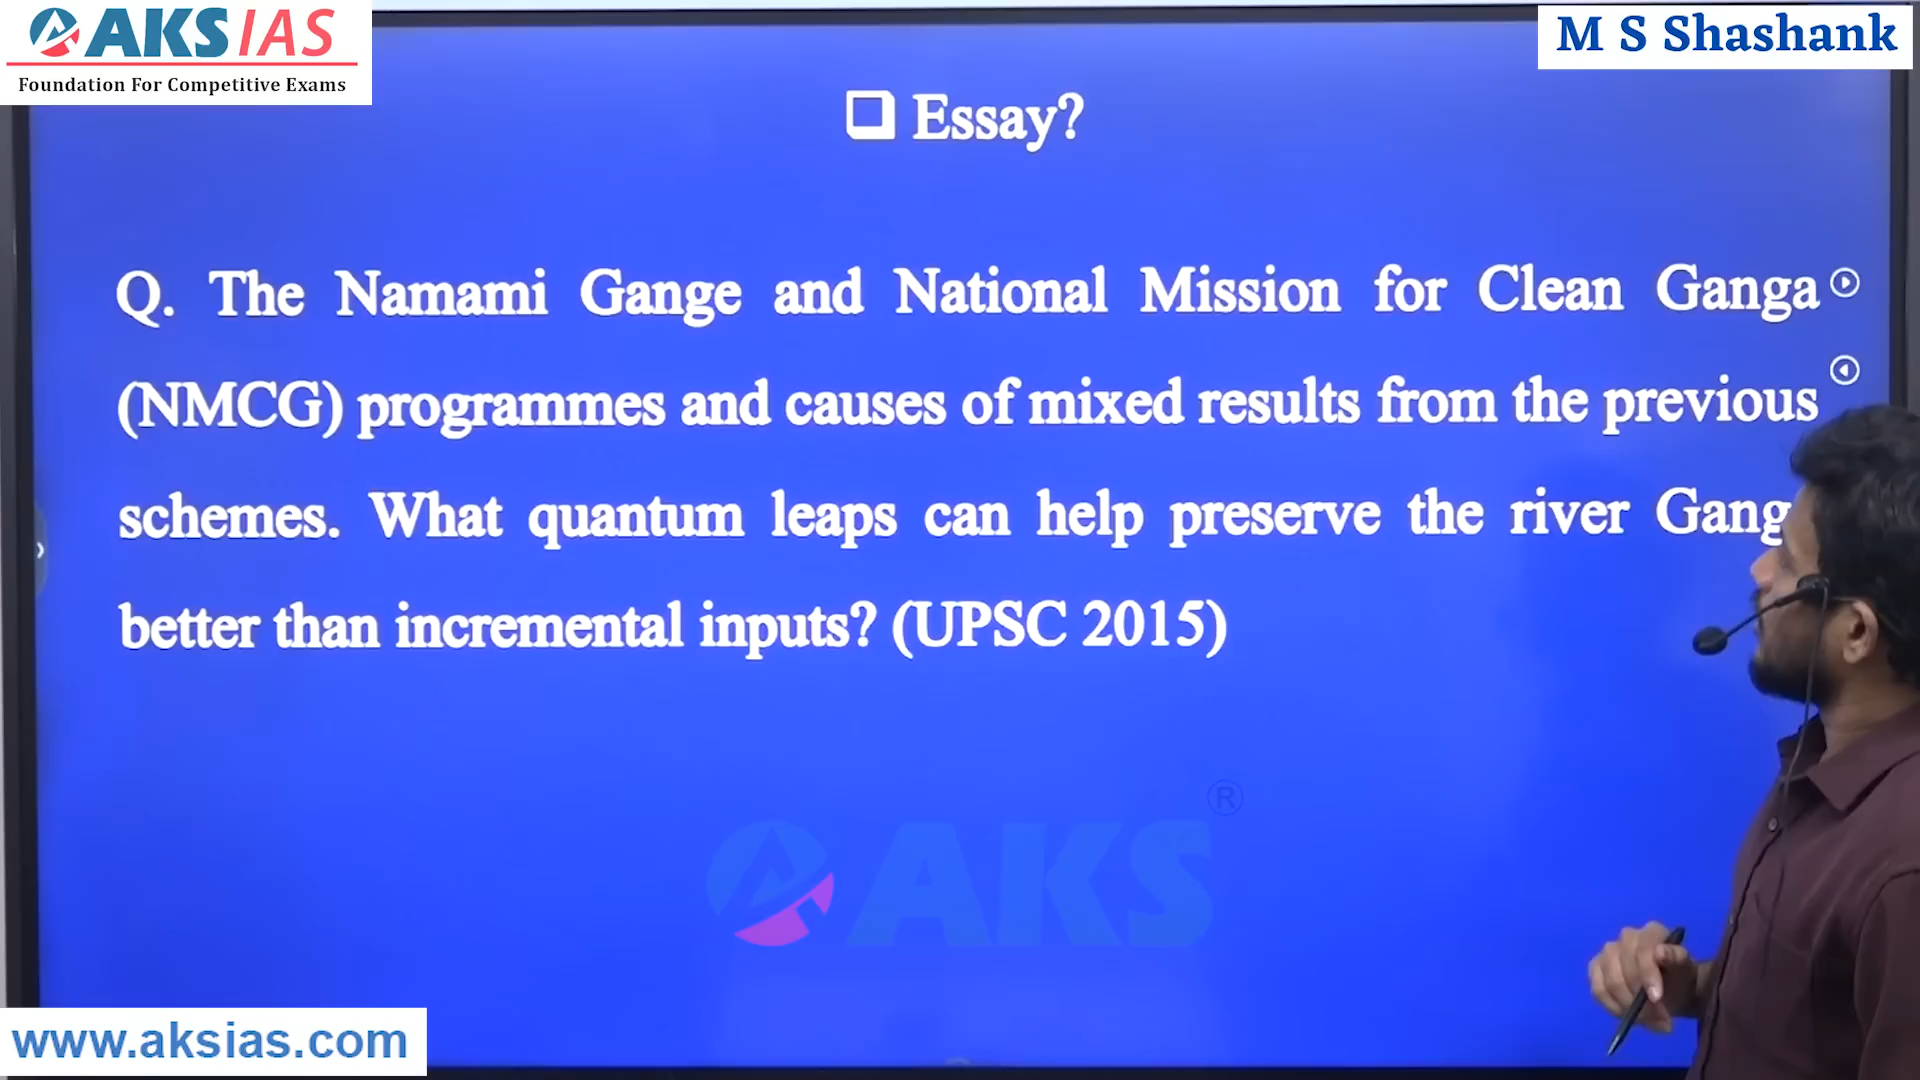 AKS IAS
Foundation For Competitive Exams
M S Shashank
Essay?
Q. The Namami Gange and National Mission for Clean Ganga
(NMCG) programmes and causes of mixed results from the previous
schemes. What quantum leaps can help preserve the river Gang
better than incremental inputs? (UPSC 2015)
AKS ®
www.aksias.com